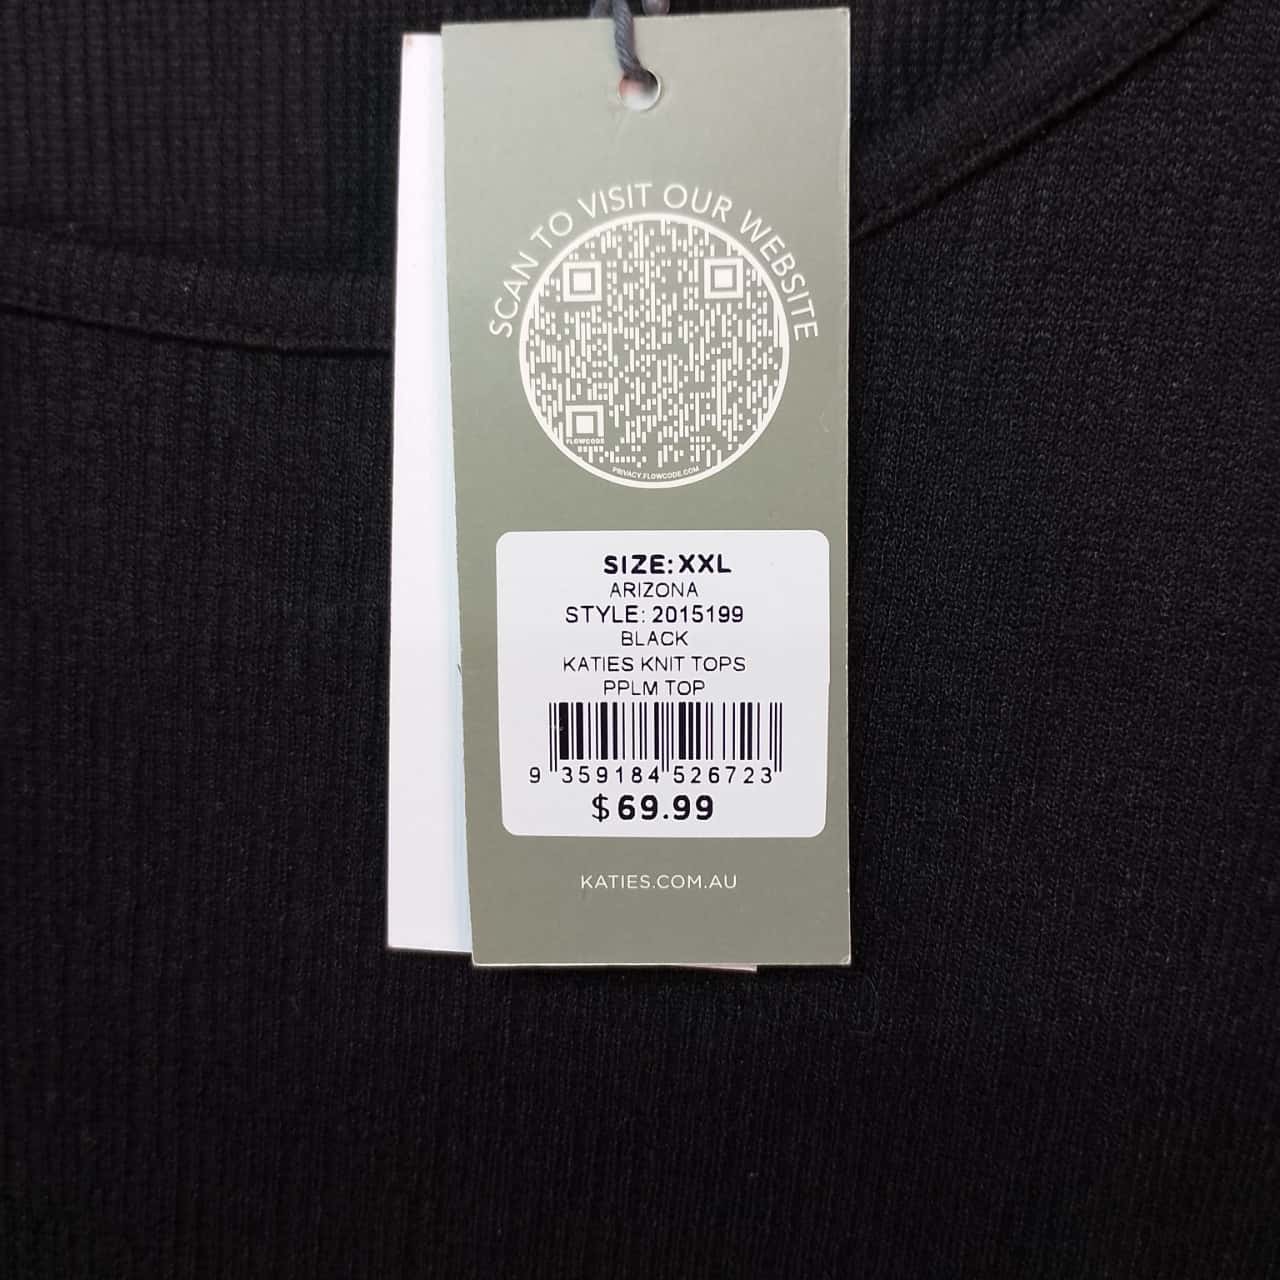 SCAN TO VISIT OUR WEBSITE
FLOWCODE
PRIVACY.FLOWCODE.COM
SIZE: XXL
ARIZONA
STYLE: 2015199
BLACK
KATIES KNIT TOPS
PPLM TOP
9 359184 526723
$69.99
KATIES.COM.AU